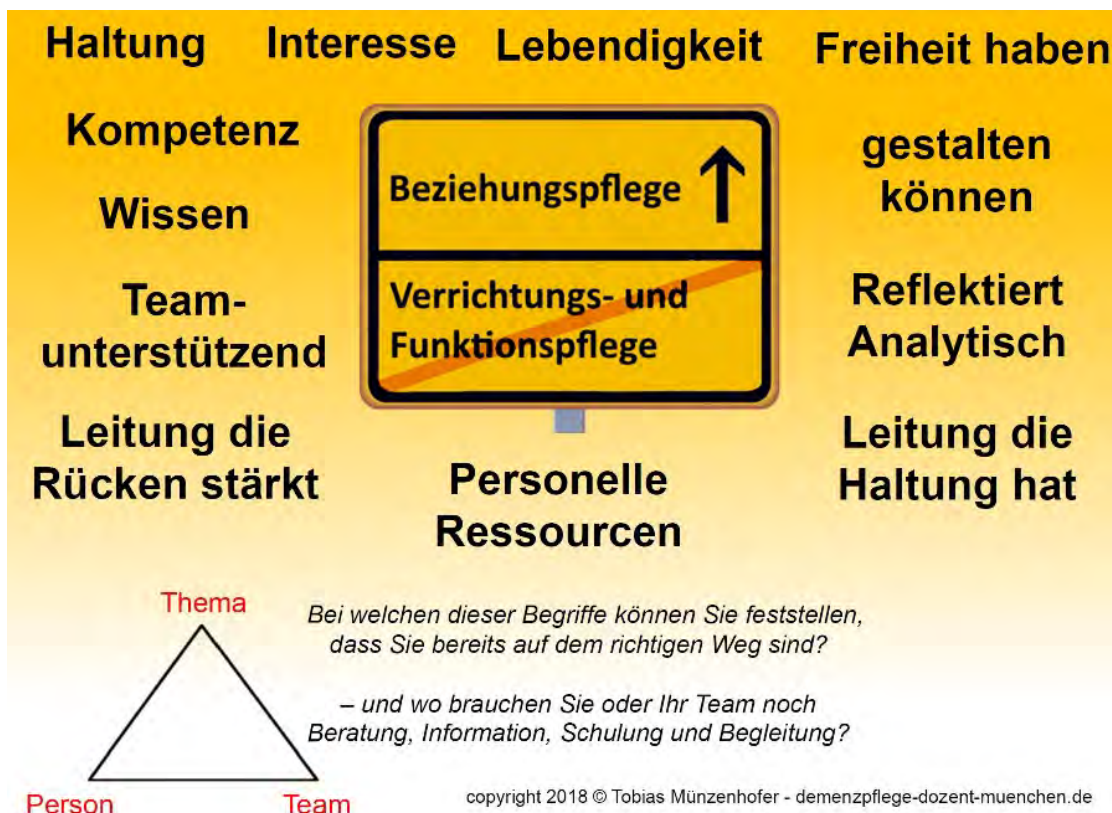 Haltung Interesse Lebendigkeit Freiheit haben
Kompetenz
Wissen
Team-
unterstützend
Leitung die
Rücken stärkt
Beziehungspflege ↑
Verrichtungs- und
Funktionspflege
Personelle
Ressourcen
gestalten
können
Reflektiert
Analytisch
Leitung die
Haltung hat
Thema
Person Team
Bei welchen dieser Begriffe können Sie feststellen,
dass Sie bereits auf dem richtigen Weg sind?
– und wo brauchen Sie oder Ihr Team noch
Beratung, Information, Schulung und Begleitung?
copyright 2018 © Tobias Münzenhofer - demenzpflege-dozent-muenchen.de